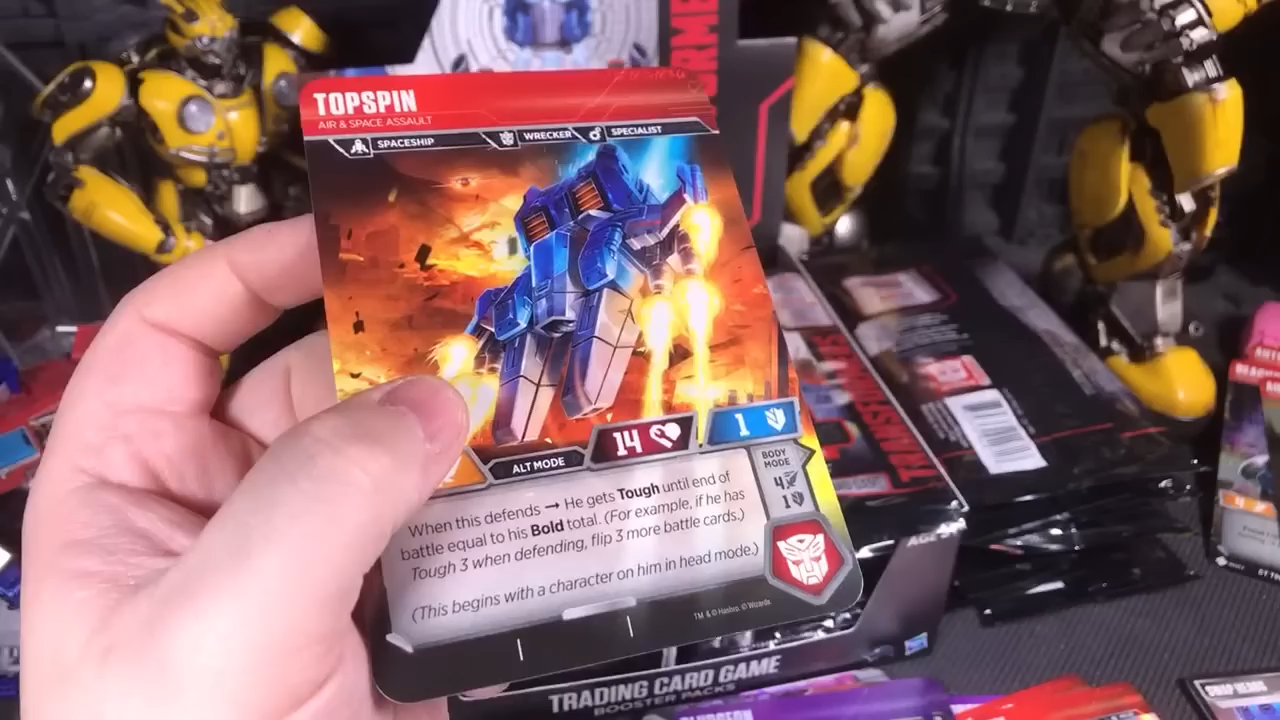 TOPSPIN
AIR & SPACE ASSAULT
SPACESHIP WRECKER SPECIALIST
ALT MODE 14 1
BODY
MODE
4
1
When this defends → He gets Tough until end of
battle equal to his Bold total. (For example, if he has
Tough 3 when defending, flip 3 more battle cards.)
(This begins with a character on him in head mode.)
TM & © Hasbro. © Wizards.
TRANSFORMERS
TRADING CARD GAME
BOOSTER PACKS
SWAP HEADS